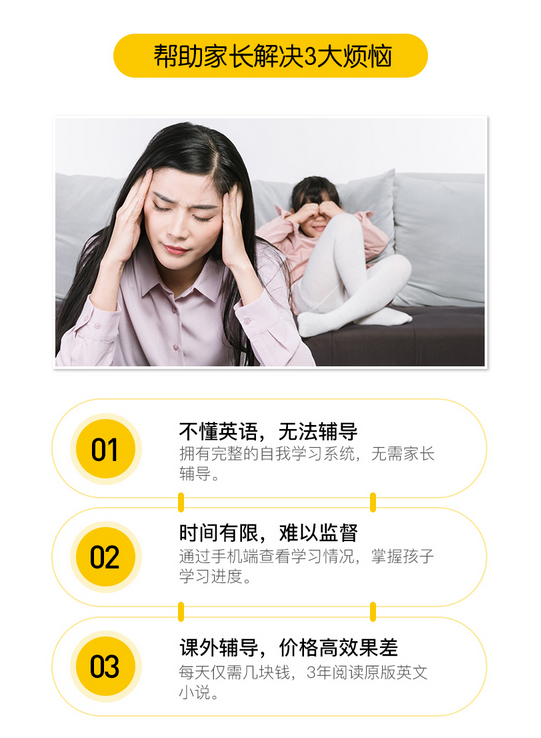 帮助家长解决3大烦恼
01
不懂英语，无法辅导
拥有完整的自我学习系统，无需家长
辅导。
02
时间有限，难以监督
通过手机端查看学习情况，掌握孩子
学习进度。
03
课外辅导，价格高效果差
每天仅需几块钱，3年阅读原版英文
小说。